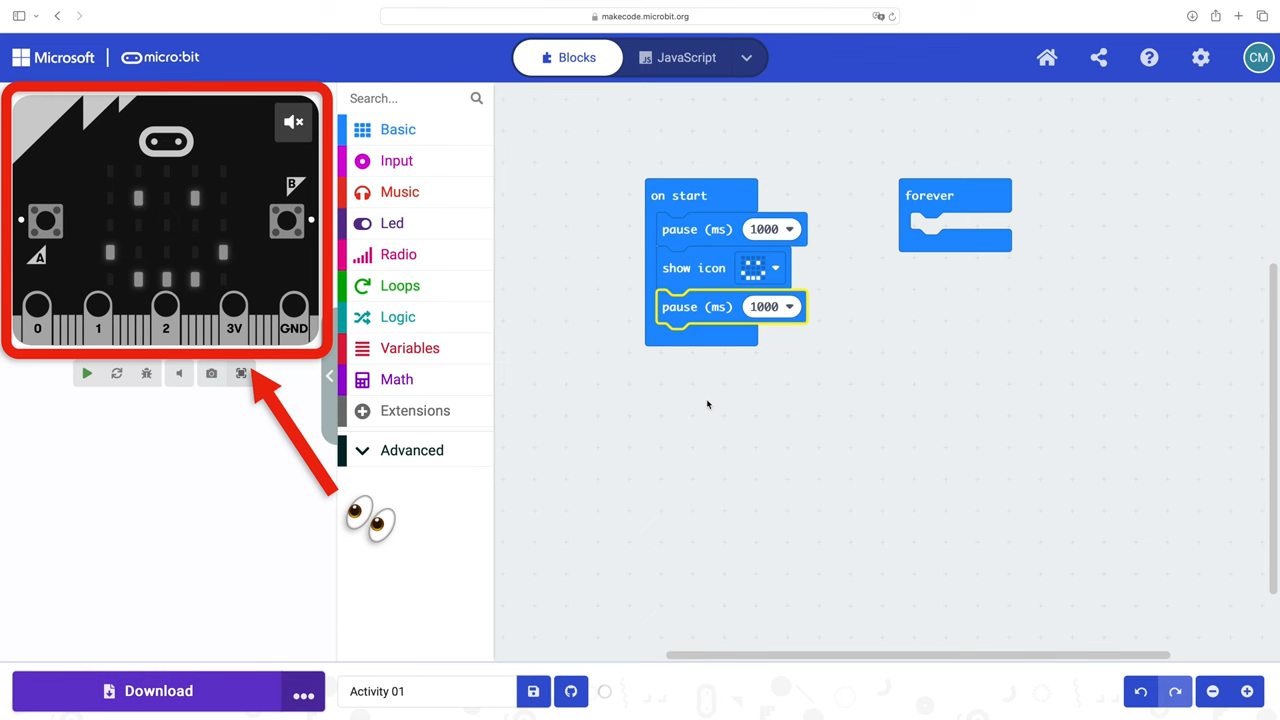 makecode.microbit.org
Microsoft
micro:bit
Blocks
JS JavaScript
?
CM
B
A
0 1 2 3V GND
Search...
Basic
Input
Music
Led
Radio
Loops
Logic
Variables
Math
Extensions
Advanced
on start
pause (ms) 1000
show icon
pause (ms) 1000
forever
Download
...
Activity 01